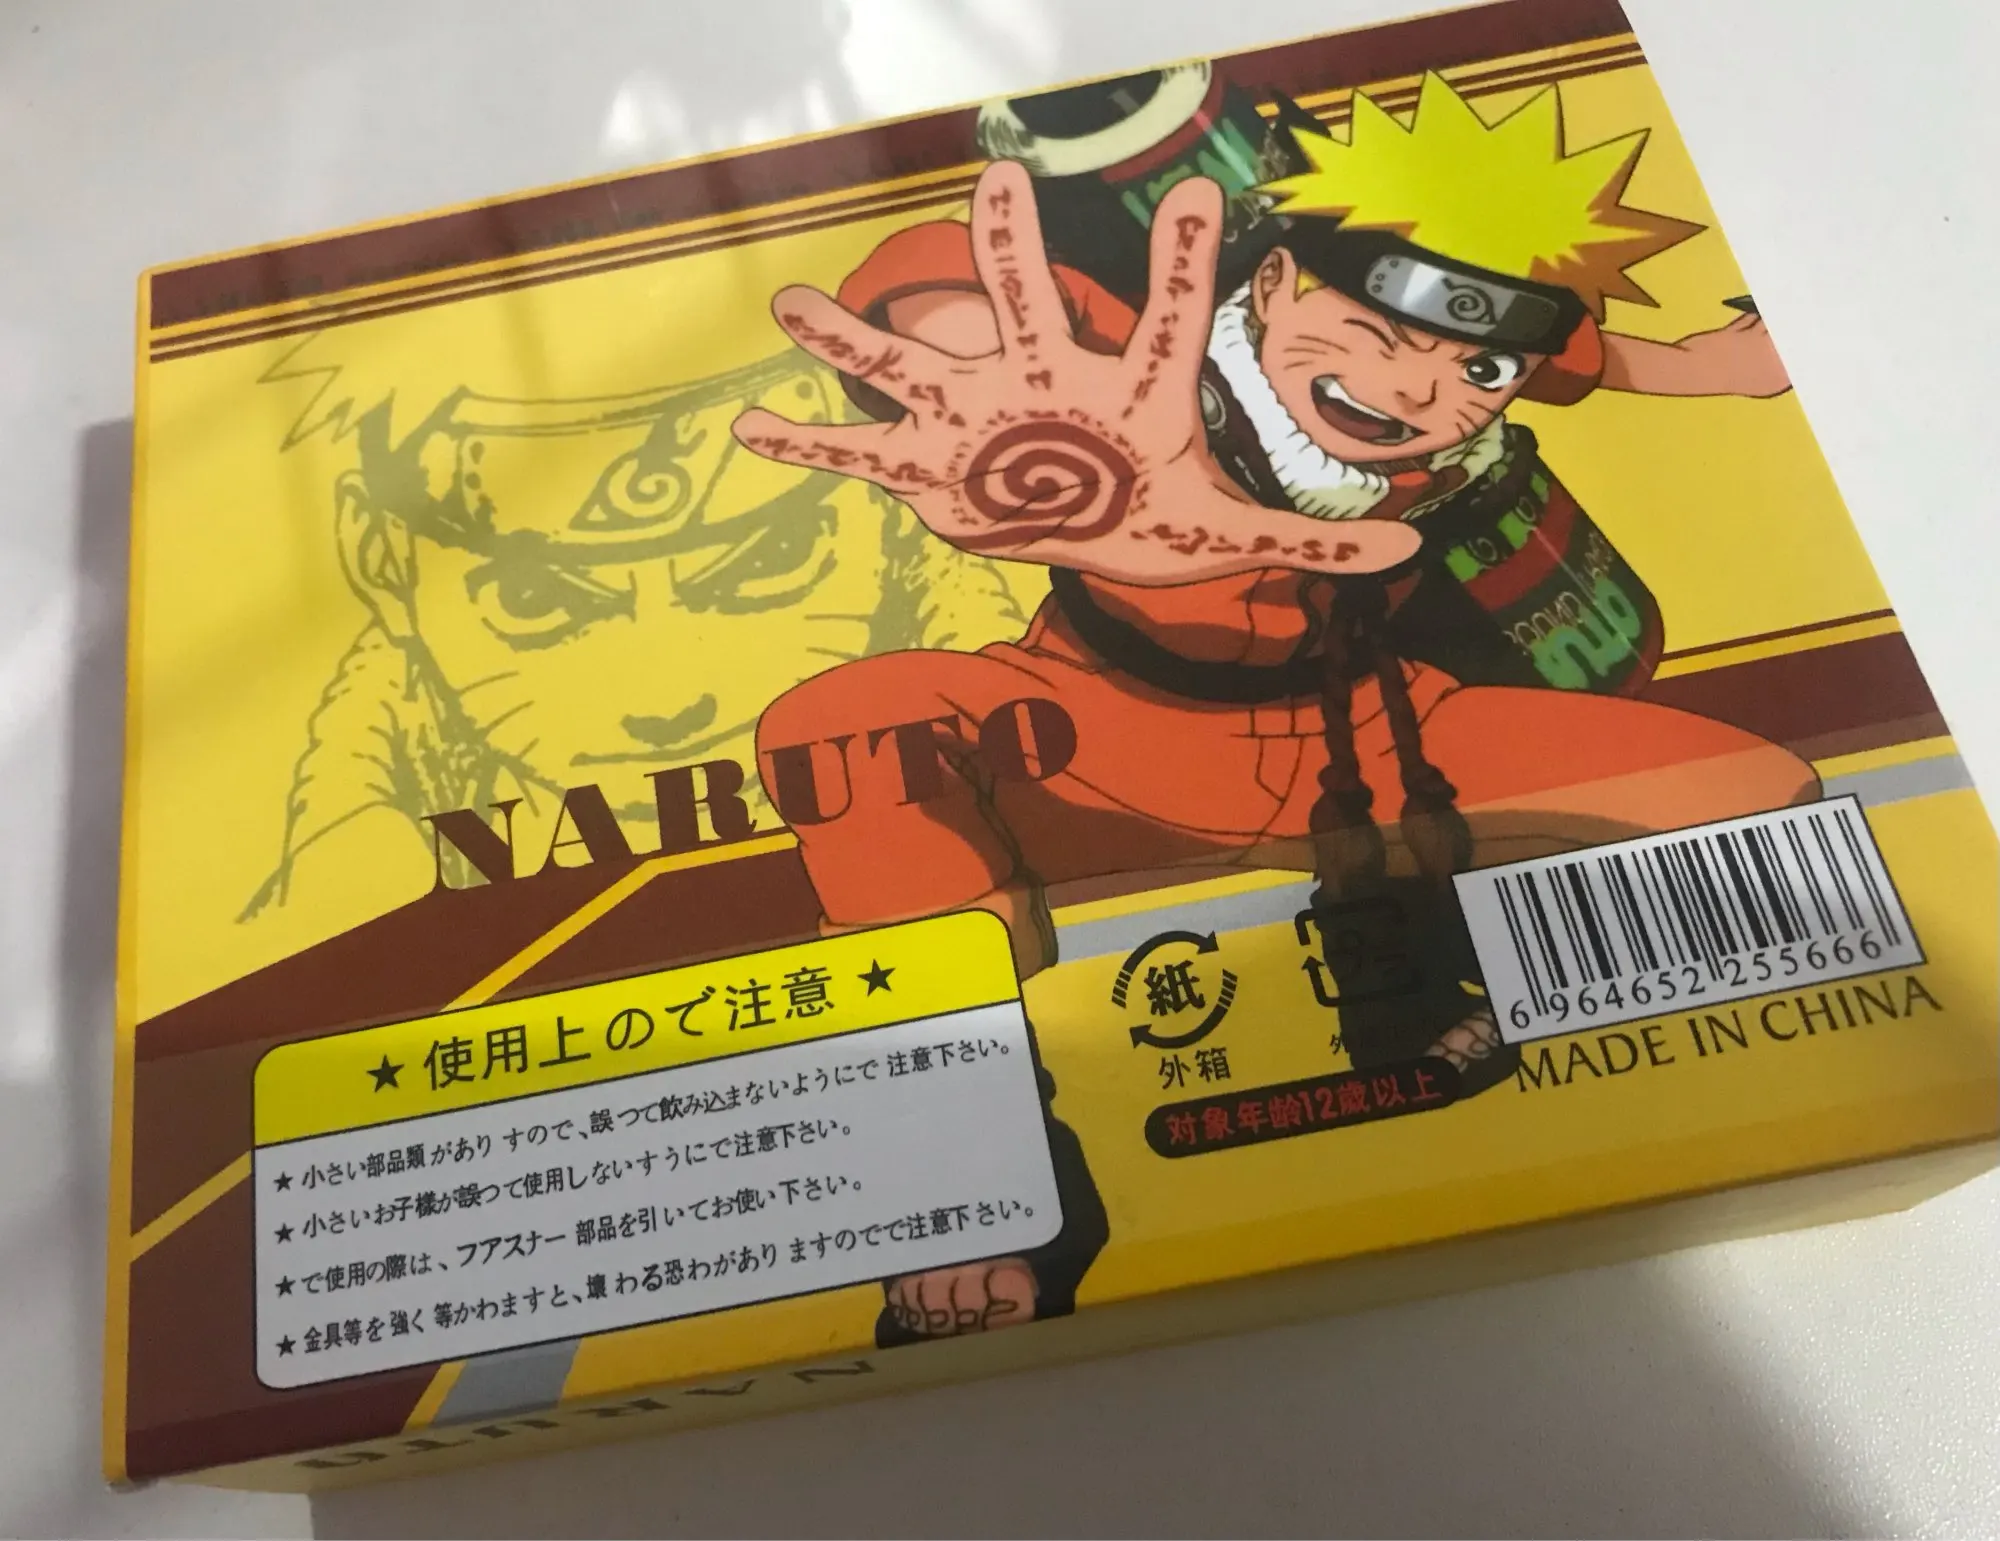 NARUTO
★ 使用上ので注意 ★
★ 小さい部品類がありすので、誤つて飲み込まないようにで注意下さい。
★ 小さいお子様が誤つて使用しないすうにで注意下さい。
★ で使用の際は、フアスナー部品を引いてお使い下さい。
★ 金具等を強く等かわますと、壊わる恐わがありますのでで注意下さい。
紙
外箱
対象年齢12歳以上
6 964652 255666
MADE IN CHINA
NARUTO